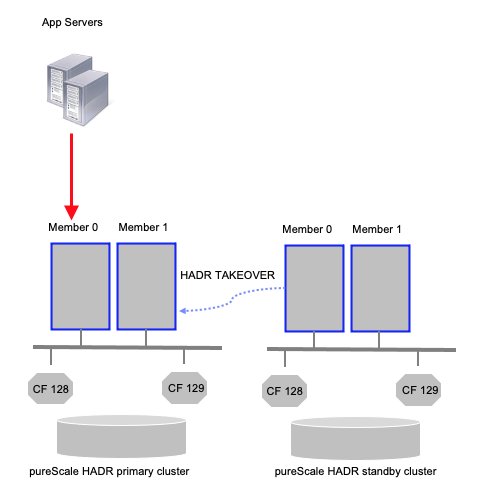 App Servers
Member 0
Member 1
Member 0
Member 1
HADR TAKEOVER
CF 128
CF 129
CF 128
CF 129
pureScale HADR primary cluster
pureScale HADR standby cluster